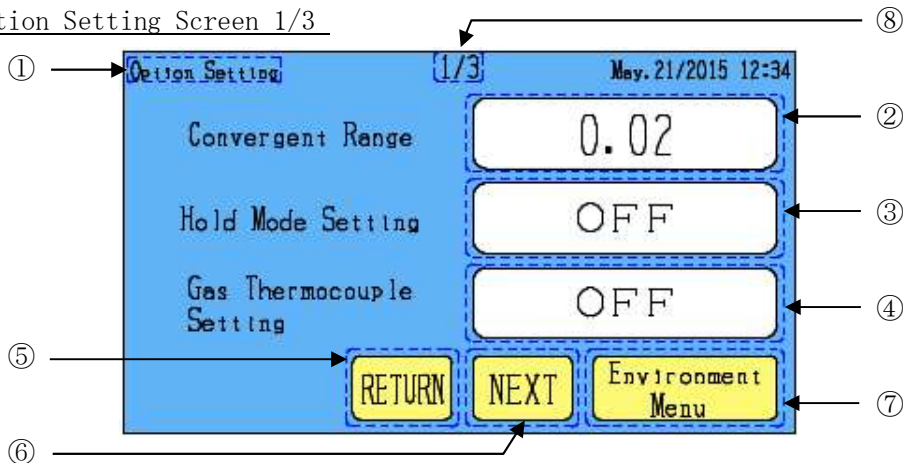 tion Setting Screen 1/3
⑧
①
Option Setting
1/3
May.21/2015 12:34
Convergent Range
0.02
②
Hold Mode Setting
OFF
③
Gas Thermocouple
Setting
OFF
④
⑤
RETURN
NEXT
Environment
Menu
⑦
⑥